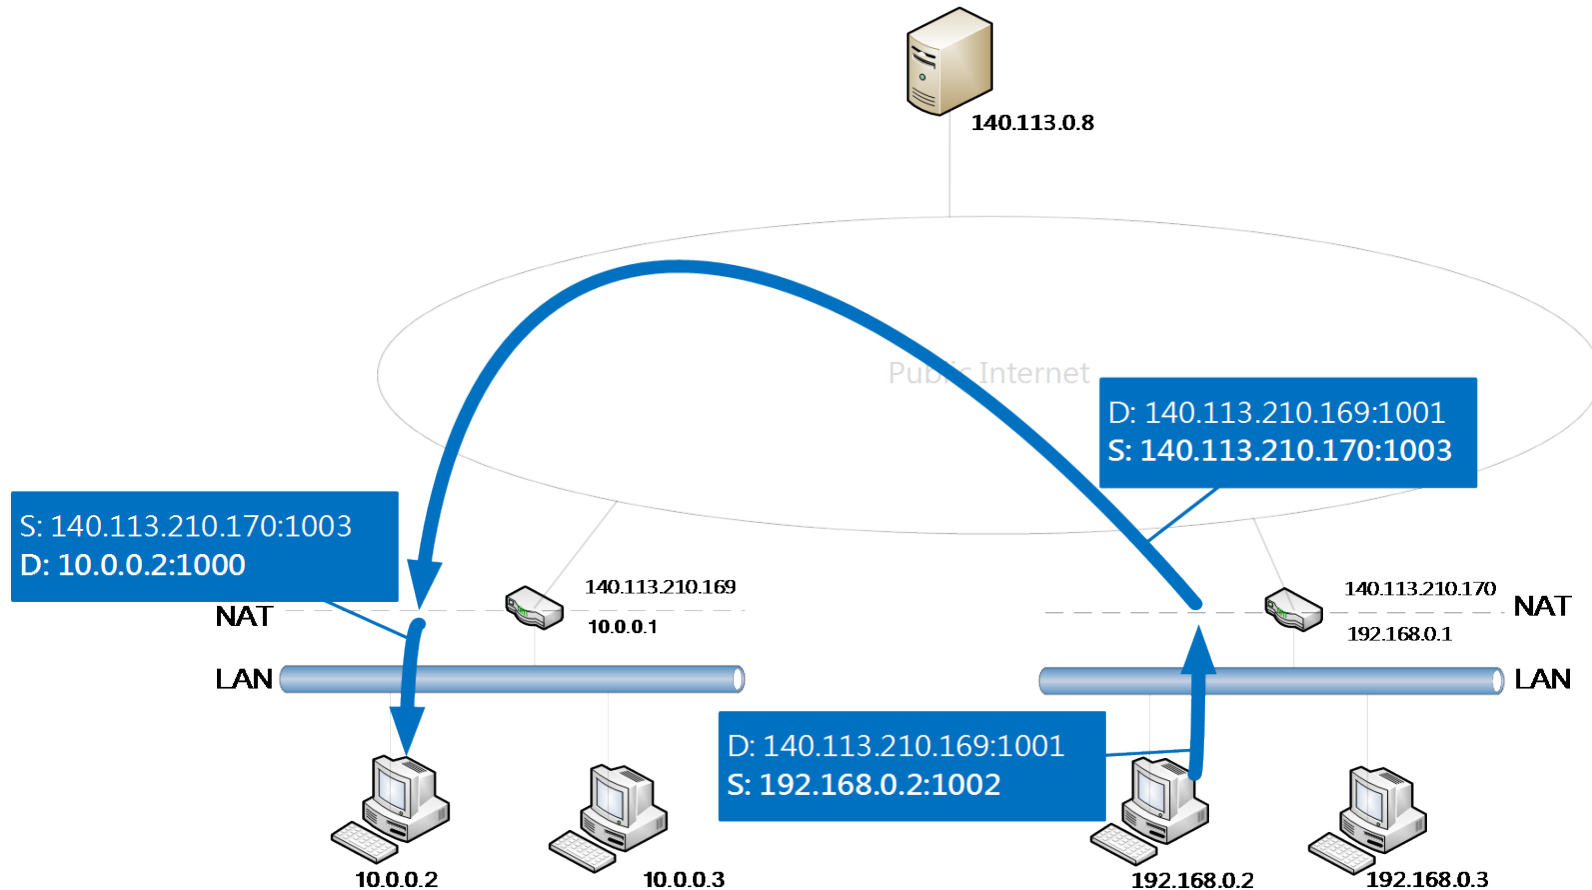 140.113.0.8
Public Internet
D: 140.113.210.169:1001
S: 140.113.210.170:1003
S: 140.113.210.170:1003
D: 10.0.0.2:1000
140.113.210.169
NAT
10.0.0.1
140.113.210.170
NAT
192.168.0.1
LAN
LAN
D: 140.113.210.169:1001
S: 192.168.0.2:1002
10.0.0.2
10.0.0.3
192.168.0.2
192.168.0.3